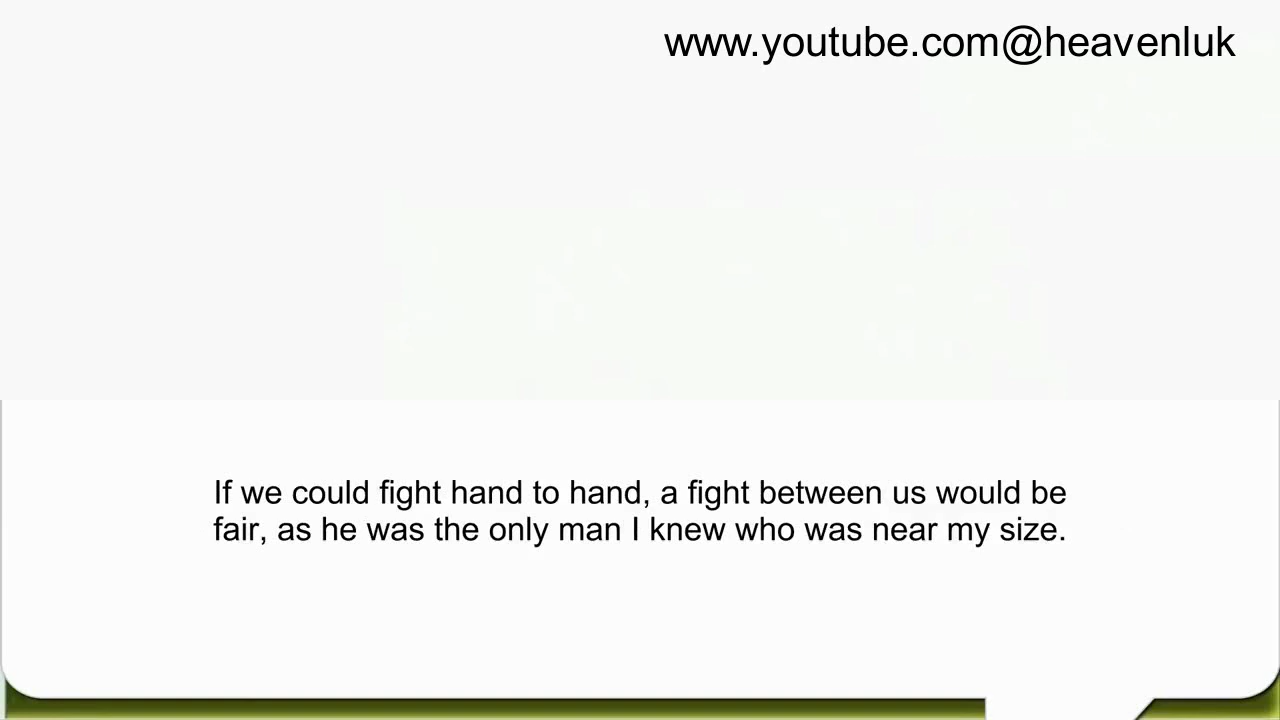 www.youtube.com@heavenluk
If we could fight hand to hand, a fight between us would be
fair, as he was the only man I knew who was near my size.